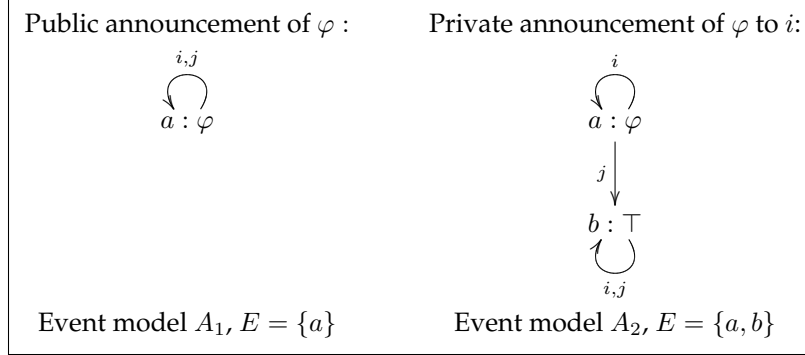 Public announcement of φ :
Private announcement of φ to i:
i,j
a : φ
i
a : φ
j
b : ⊤
i,j
Event model A₁, E = {a}
Event model A₂, E = {a, b}